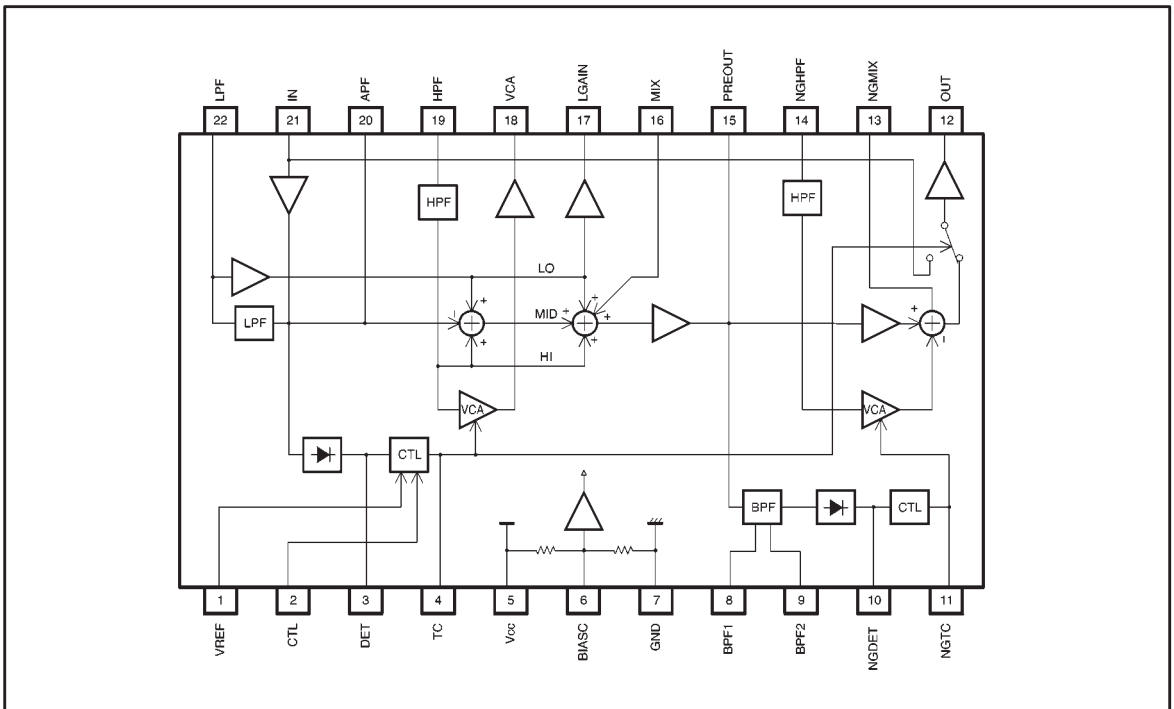 LPF IN APF HPF VCA LGAIN MIX PREOUT NGHPF NGMIX OUT
22 21 20 19 18 17 16 15 14 13 12
HPF HPF
LO
+ +
LPF - + MID + + + +
+ + -
HI
VCA VCA
CTL
BPF CTL
1 2 3 4 5 6 7 8 9 10 11
VREF CTL DET TC Vcc BIASC GND BPF1 BPF2 NGDET NGTC